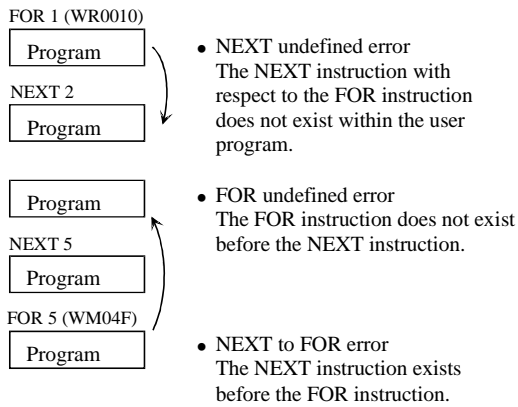 FOR 1 (WR0010)
Program
NEXT 2
Program
• NEXT undefined error
The NEXT instruction with
respect to the FOR instruction
does not exist within the user
program.
Program
NEXT 5
Program
FOR 5 (WM04F)
Program
• FOR undefined error
The FOR instruction does not exist
before the NEXT instruction.
• NEXT to FOR error
The NEXT instruction exists
before the FOR instruction.